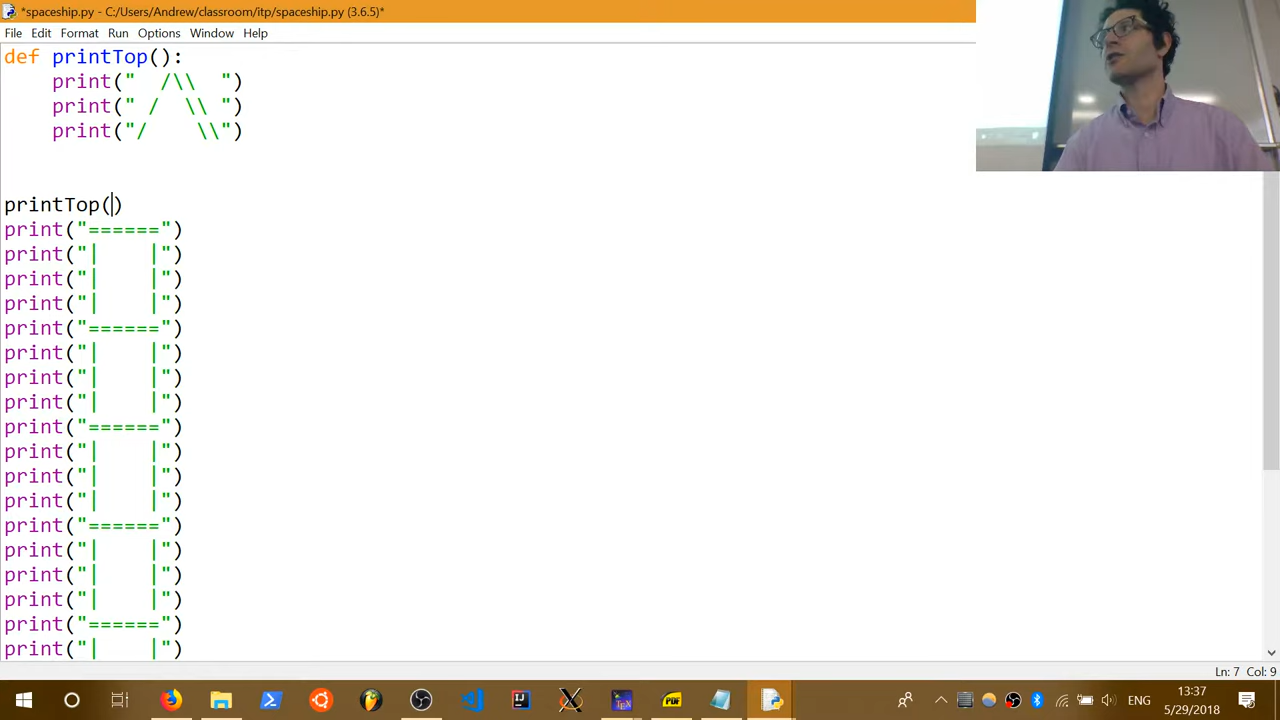 *spaceship.py - C:/Users/Andrew/classroom/itp/spaceship.py (3.6.5)*
File Edit Format Run Options Window Help
def printTop():
    print("  /\\  ")
    print(" /  \\ ")
    print("/    \\")
printTop()
print("======")
print("|    |")
print("|    |")
print("|    |")
print("======")
print("|    |")
print("|    |")
print("|    |")
print("======")
print("|    |")
print("|    |")
print("|    |")
print("======")
print("|    |")
print("|    |")
print("|    |")
print("======")
print("|    |")
Ln: 7 Col: 9
ENG
13:37
5/29/2018